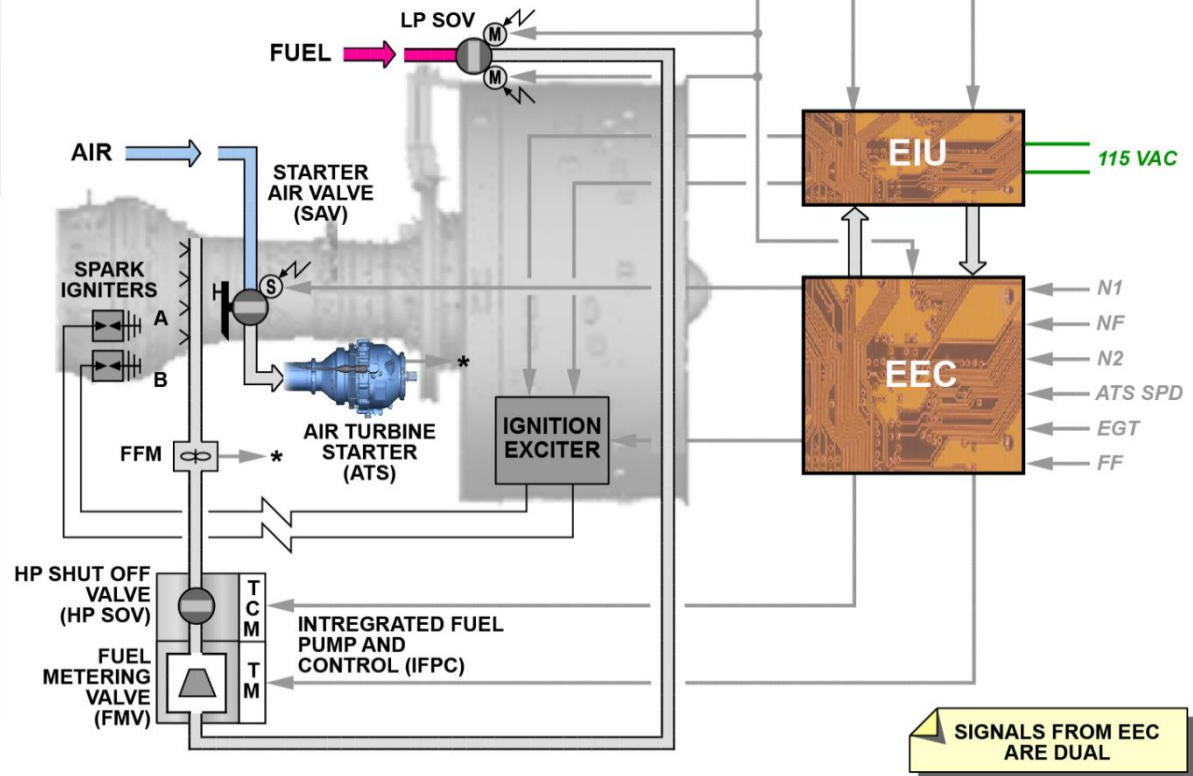 LP SOV
M
FUEL
M
EIU
115 VAC
AIR
STARTER
AIR VALVE
(SAV)
SPARK
IGNITERS
A
B
S
*
AIR TURBINE
STARTER
(ATS)
IGNITION
EXCITER
EEC
N1
NF
N2
ATS SPD
EGT
FF
FFM
*
HP SHUT OFF
VALVE
(HP SOV)
T
C
M
INTREGRATED FUEL
PUMP AND
CONTROL (IFPC)
FUEL
METERING
VALVE
(FMV)
T
M
SIGNALS FROM EEC
ARE DUAL